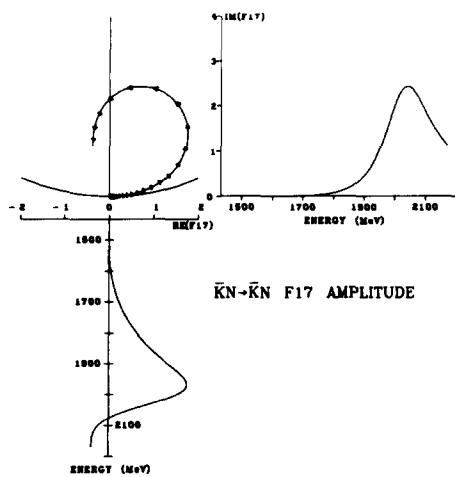 4 IM(F17)
3
2
1
0
-2 -1 0 1 2
RE(F17)
1500 1700 1900 2100
ENERGY (MeV)
1500
1700
1900
2100
ENERGY (MeV)
K̄N→K̄N F17 AMPLITUDE